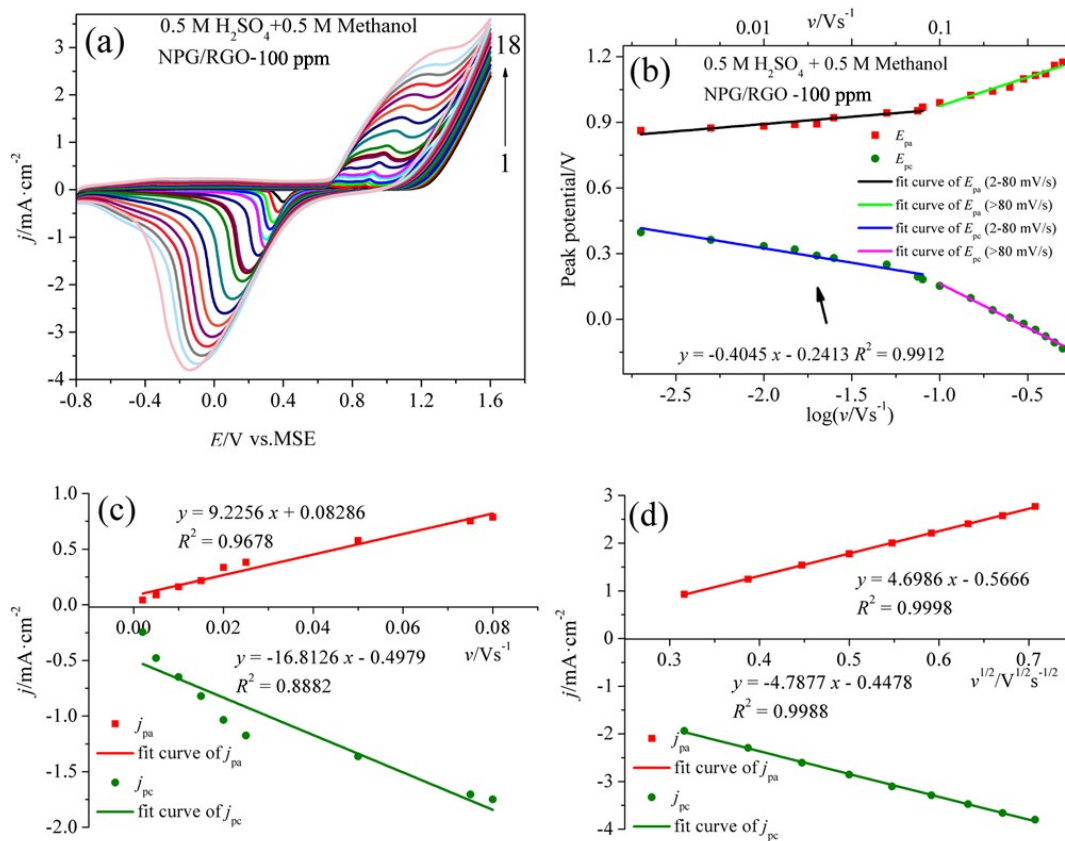 (a)
0.5 M H2SO4+0.5 M Methanol
NPG/RGO-100 ppm
18
1
3
2
1
0
-1
-2
-3
-4
j/mA·cm-2
-0.8 -0.4 0.0 0.4 0.8 1.2 1.6
E/V vs.MSE
v/Vs-1
0.01 0.1
(b)
0.5 M H2SO4 + 0.5 M Methanol
NPG/RGO -100 ppm
1.2
0.9
0.6
0.3
0.0
Peak potential/V
Epa
Epc
fit curve of Epa (2-80 mV/s)
fit curve of Epa (>80 mV/s)
fit curve of Epc (2-80 mV/s)
fit curve of Epc (>80 mV/s)
y = -0.4045 x - 0.2413 R2 = 0.9912
-2.5 -2.0 -1.5 -1.0 -0.5
log(v/Vs-1)
(c)
y = 9.2256 x + 0.08286
R2 = 0.9678
1.0
0.5
0.0
0.00 0.02 0.04 0.06 0.08
v/Vs-1
y = -16.8126 x -0.4979
R2 = 0.8882
-0.5
-1.0
-1.5
-2.0
j/mA·cm-2
jpa
fit curve of jpa
jpc
fit curve of jpc
(d)
3
2
1
0
y = 4.6986 x - 0.5666
R2 = 0.9998
0.3 0.4 0.5 0.6 0.7
v1/2/V1/2s-1/2
y = -4.7877 x - 0.4478
R2 = 0.9988
-1
-2
-3
-4
j/mA·cm-2
jpa
fit curve of jpa
jpc
fit curve of jpc